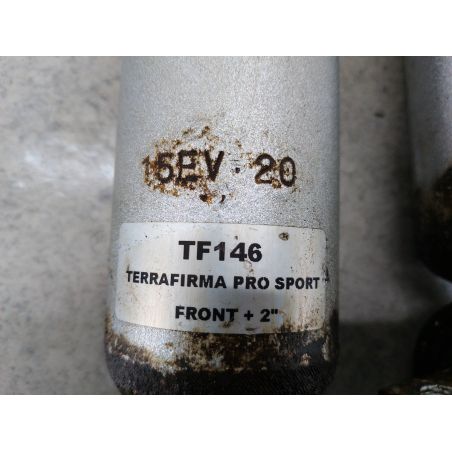 15EV · 20
TF146
TERRAFIRMA PRO SPORT
FRONT + 2"